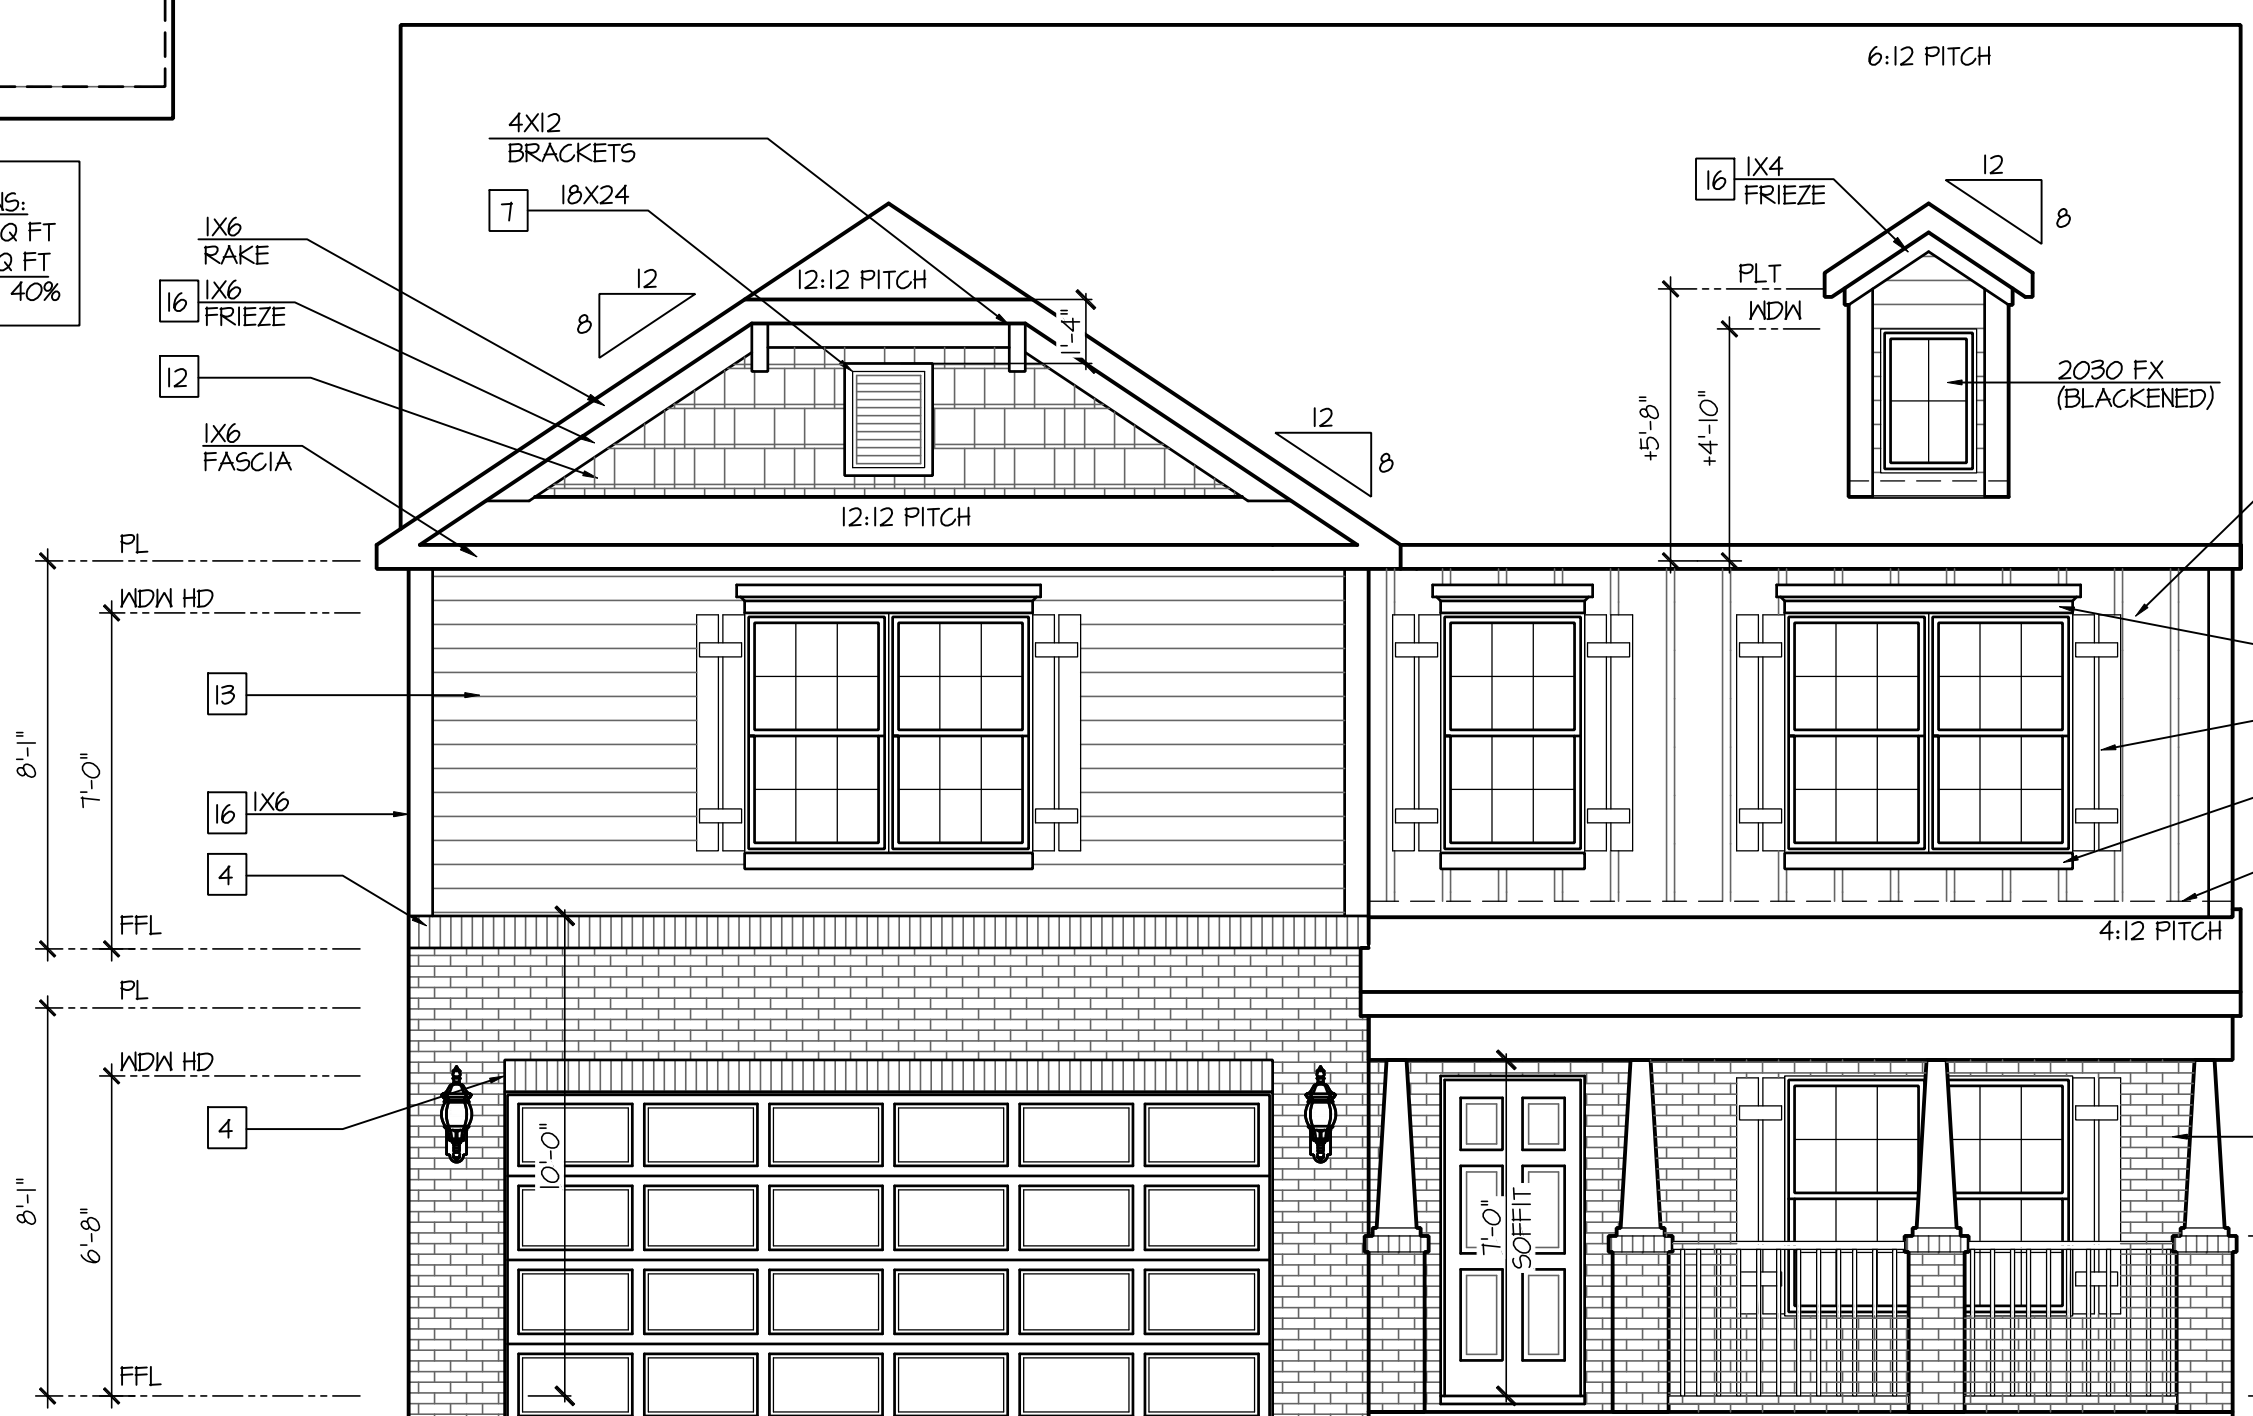 6:12 PITCH
4X12
BRACKETS
7
18X24
16
1X4
FRIEZE
12
8
NS:
Q FT
Q FT
40%
1X6
RAKE
16
1X6
FRIEZE
12
8
12:12 PITCH
1'-4"
PLT
WDW
12
2030 FX
(BLACKENED)
+5'-8"
+4'-10"
1X6
FASCIA
12
8
12:12 PITCH
PL
WDW HD
13
8'-1"
7'-0"
16
1X6
4
FFL
4:12 PITCH
PL
WDW HD
4
10'-0"
8'-1"
6'-8"
7'-0"
SOFFIT
FFL